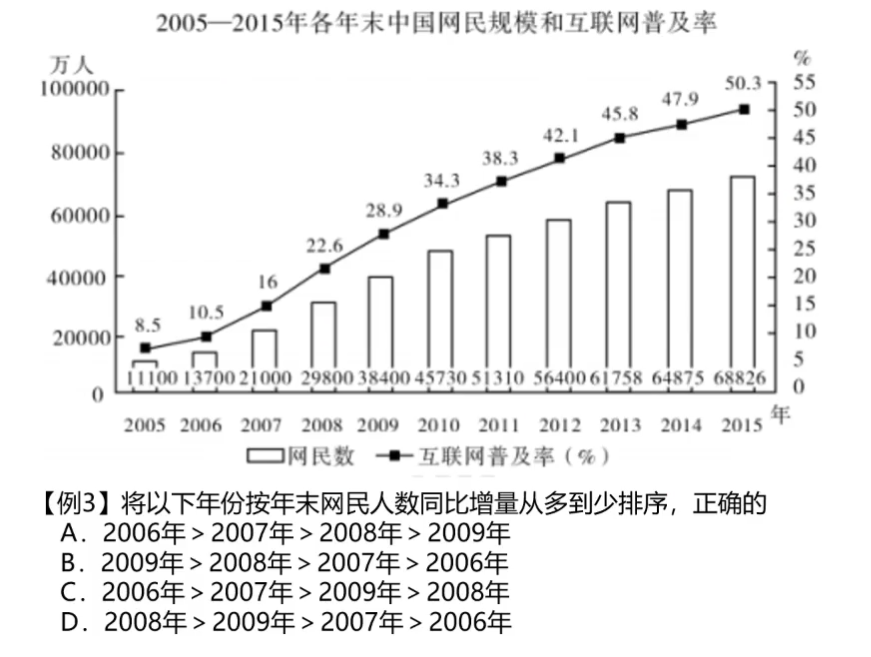 2005—2015年各年末中国网民规模和互联网普及率
万人 %
100000 55
50.3
50
47.9
45.8 45
80000 42.1 40
38.3
34.3 35
60000 28.9 30
22.6 25
40000 16 20
15
10.5
20000 8.5 10
5
11100 13700 21000 29800 38400 45730 51310 56400 61758 64875 68826
0 0
2005 2006 2007 2008 2009 2010 2011 2012 2013 2014 2015 年
网民数 互联网普及率(%)
【例3】将以下年份按年末网民人数同比增量从多到少排序，正确的
A．2006年＞2007年＞2008年＞2009年
B．2009年＞2008年＞2007年＞2006年
C．2006年＞2007年＞2009年＞2008年
D．2008年＞2009年＞2007年＞2006年